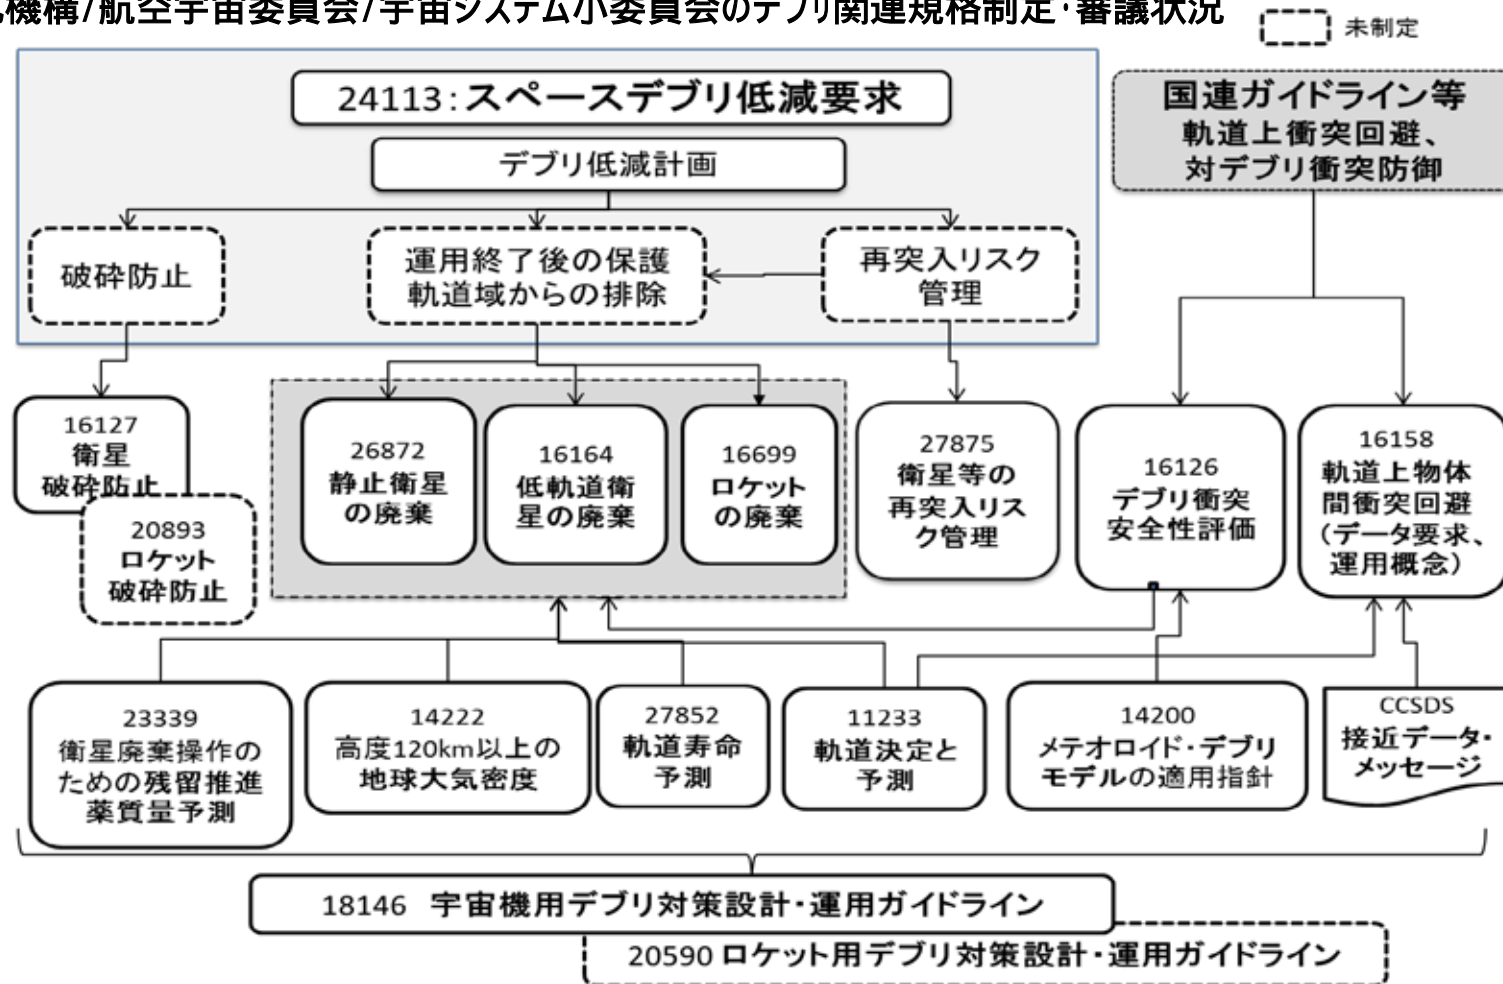 機構/航空宇宙委員会/宇宙システム小委員会のデブリ関連規格制定・審議状況
未制定
24113：スペースデブリ低減要求
デブリ低減計画
国連ガイドライン等
軌道上衝突回避、
対デブリ衝突防御
破砕防止
運用終了後の保護
軌道域からの排除
再突入リスク
管理
16127
衛星
破砕防止
20893
ロケット
破砕防止
26872
静止衛星
の廃棄
16164
低軌道衛
星の廃棄
16699
ロケット
の廃棄
27875
衛星等の
再突入リス
ク管理
16126
デブリ衝突
安全性評価
16158
軌道上物体
間衝突回避
（データ要求、
運用概念）
23339
衛星廃棄操作の
ための残留推進
薬質量予測
14222
高度120km以上の
地球大気密度
27852
軌道寿命
予測
11233
軌道決定と
予測
14200
メテオロイド・デブリ
モデルの適用指針
CCSDS
接近データ・
メッセージ
18146 宇宙機用デブリ対策設計・運用ガイドライン
20590 ロケット用デブリ対策設計・運用ガイドライン